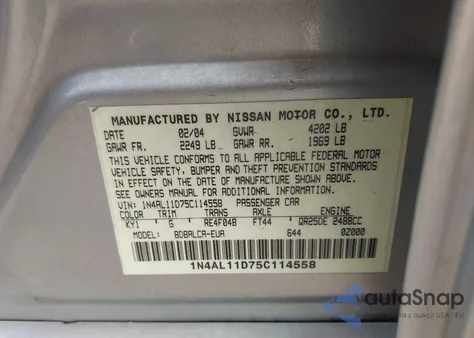 MANUFACTURED BY NISSAN MOTOR CO., LTD.
DATE 02/04 GVWR 4202 LB
GAWR FR. 2249 LB GAWR RR. 1969 LB
THIS VEHICLE CONFORMS TO ALL APPLICABLE FEDERAL MOTOR
VEHICLE SAFETY, BUMPER AND THEFT PREVENTION STANDARDS
IN EFFECT ON THE DATE OF MANUFACTURE SHOWN ABOVE.
SEE OWNERS MANUAL FOR ADDITIONAL INFORMATION.
VIN: 1N4AL11D75C114558 PASSENGER CAR
COLOR TRIM TRANS AXLE ENGINE
KY1 G RE4F04B FT44 QR25DE 2488CC
MODEL: BDBALCA-EUA 644 02000
1N4AL11D75C114558
autoSnap